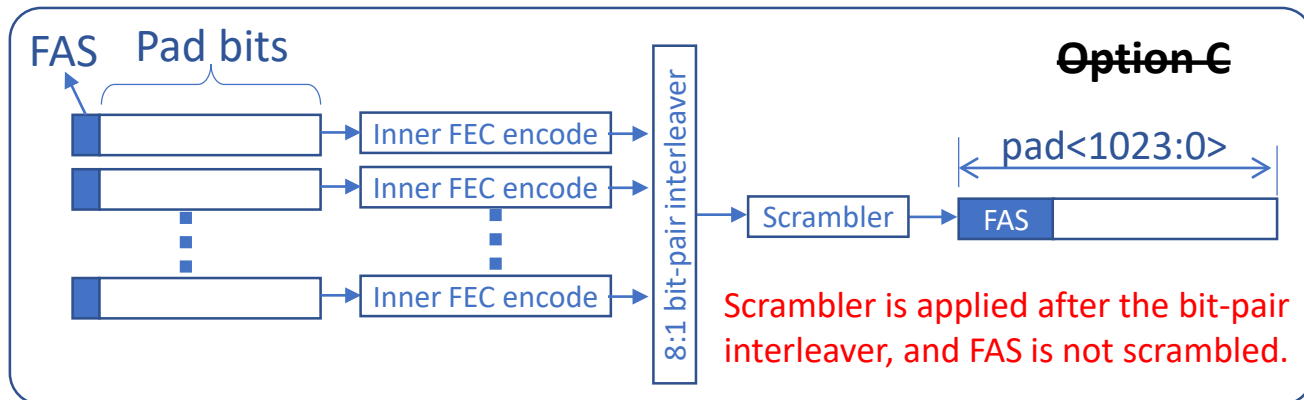 FAS
Pad bits
Option C
Inner FEC encode
Inner FEC encode
Inner FEC encode
8:1 bit-pair interleaver
Scrambler
pad<1023:0>
FAS
Scrambler is applied after the bit-pair
interleaver, and FAS is not scrambled.